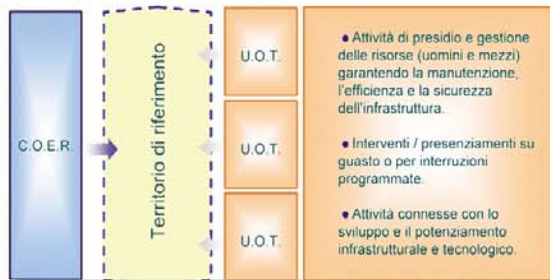 C.O.E.R.
Territorio di riferimento
U.O.T.
U.O.T.
U.O.T.
● Attività di presidio e gestione
delle risorse (uomini e mezzi)
garantendo la manutenzione,
l'efficienza e la sicurezza
dell'infrastruttura.
● Interventi / presenziamenti su
guasto o per interruzioni
programmate.
● Attività connesse con lo
sviluppo e il potenziamento
infrastrutturale e tecnologico.